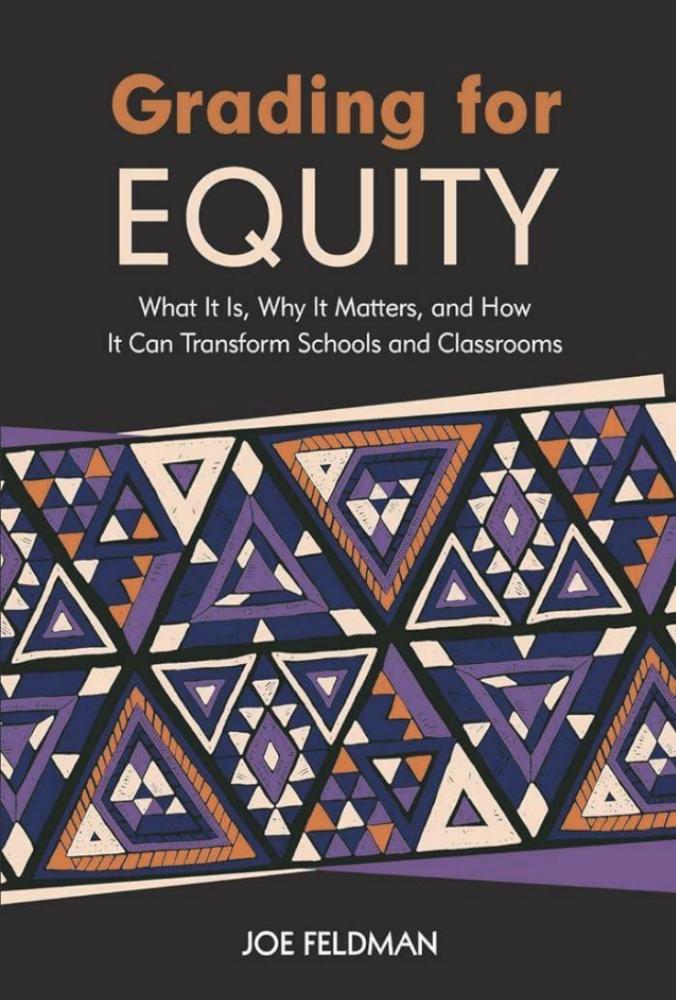 Grading for
EQUITY
What It Is, Why It Matters, and How
It Can Transform Schools and Classrooms
JOE FELDMAN